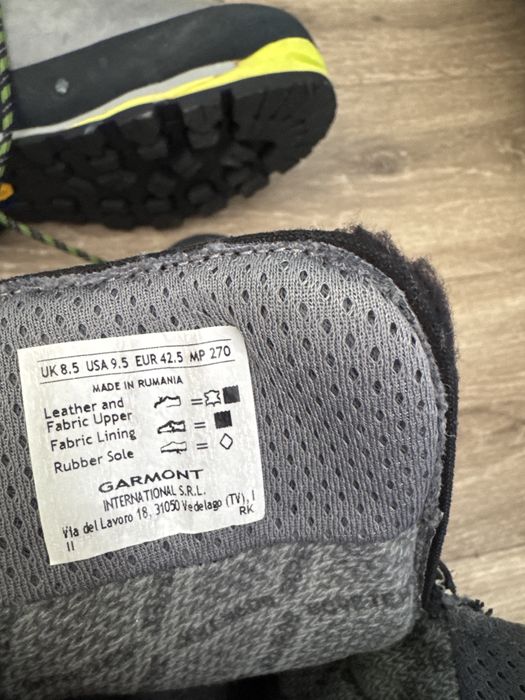 UK 8.5 USA 9.5 EUR 42.5 MP 270
MADE IN RUMANIA
Leather and
Fabric Upper
Fabric Lining
Rubber Sole
GARMONT
INTERNATIONAL S.R.L.
Via del Lavoro 18, 31050 Vedelago (TV), I
II
RK